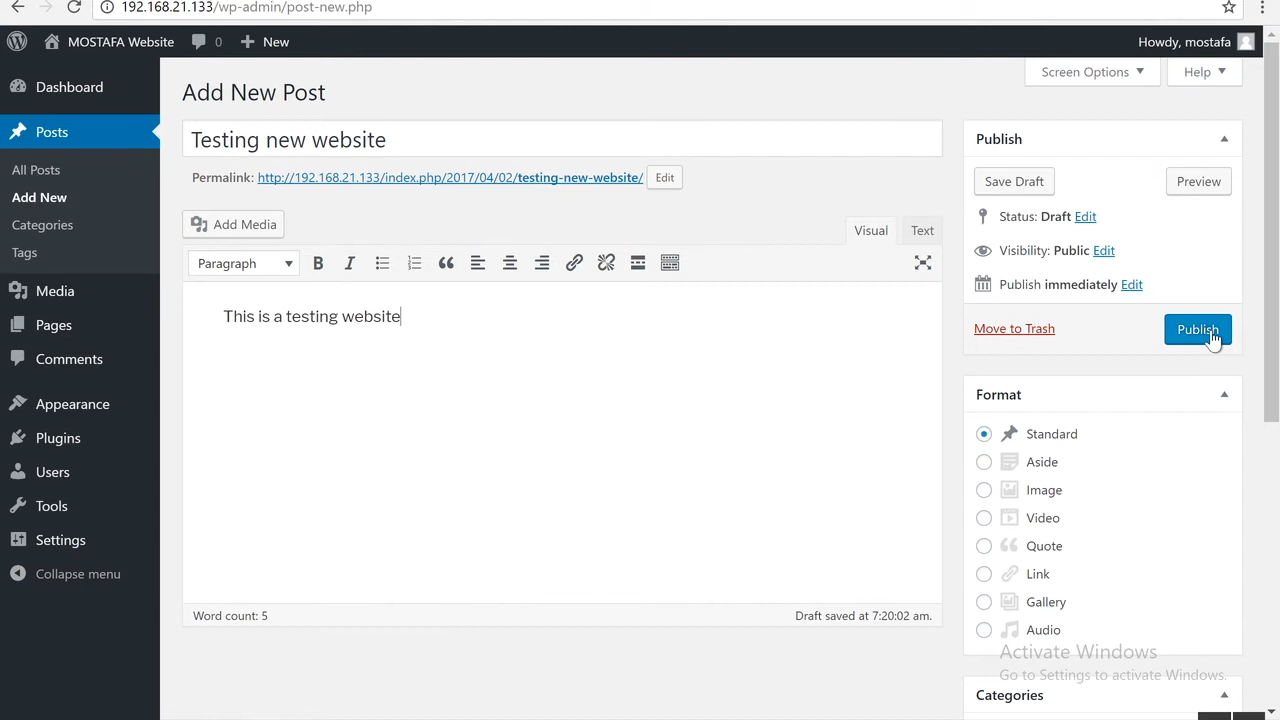 192.168.21.133/wp-admin/post-new.php
MOSTAFA Website
0
New
Howdy, mostafa
Screen Options
Help
Dashboard
Posts
All Posts
Add New
Categories
Tags
Media
Pages
Comments
Appearance
Plugins
Users
Tools
Settings
Collapse menu
Add New Post
Testing new website
Permalink: http://192.168.21.133/index.php/2017/04/02/testing-new-website/ Edit
Add Media
Visual
Text
Paragraph
This is a testing website
Word count: 5
Draft saved at 7:20:02 am.
Publish
Save Draft
Preview
Status: Draft Edit
Visibility: Public Edit
Publish immediately Edit
Move to Trash
Publish
Format
Standard
Aside
Image
Video
Quote
Link
Gallery
Audio
Activate Windows
Go to Settings to activate Windows.
Categories